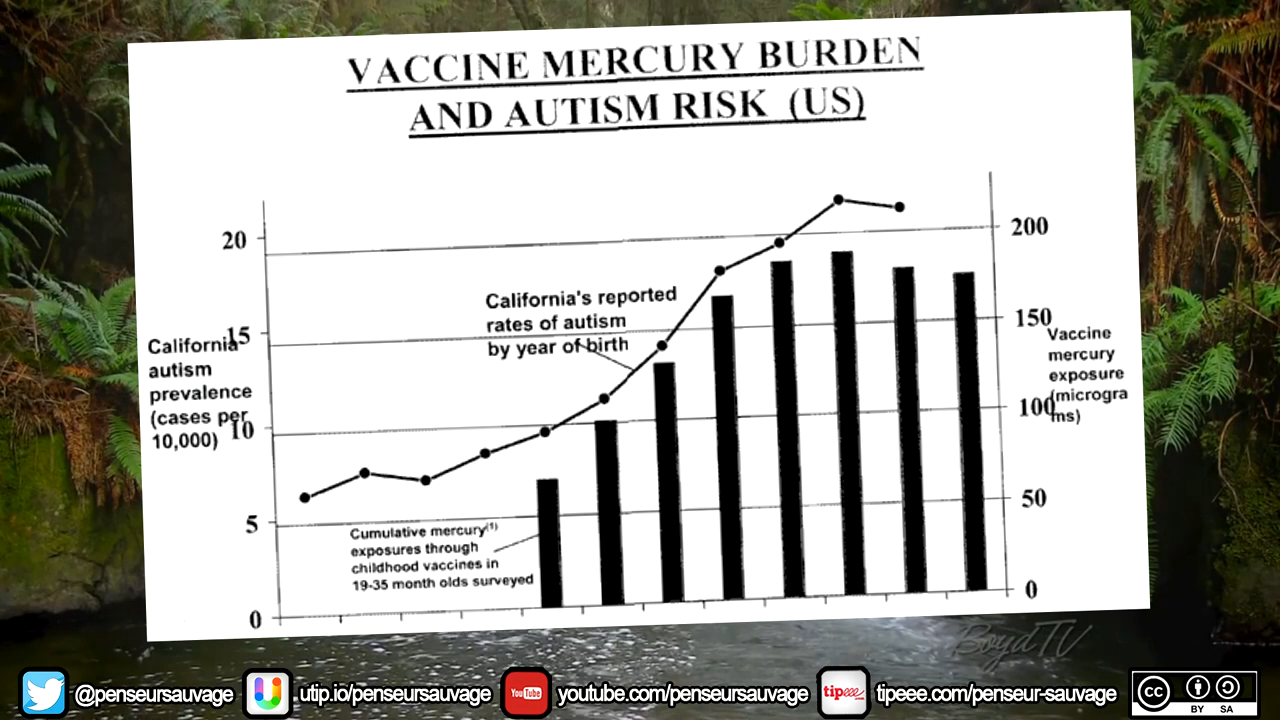 VACCINE MERCURY BURDEN
AND AUTISM RISK (US)
20
15
10
5
0
California
autism
prevalence
(cases per
10,000)
California's reported
rates of autism
by year of birth
Cumulative mercury(1)
exposures through
childhood vaccines in
19-35 month olds surveyed
200
150
100
50
0
Vaccine
mercury
exposure
(microgra
ms)
BoydTV
@penseursauvage
utip.io/penseursauvage
YouTube
youtube.com/penseursauvage
tipeee
tipeee.com/penseur-sauvage
cc
BY SA